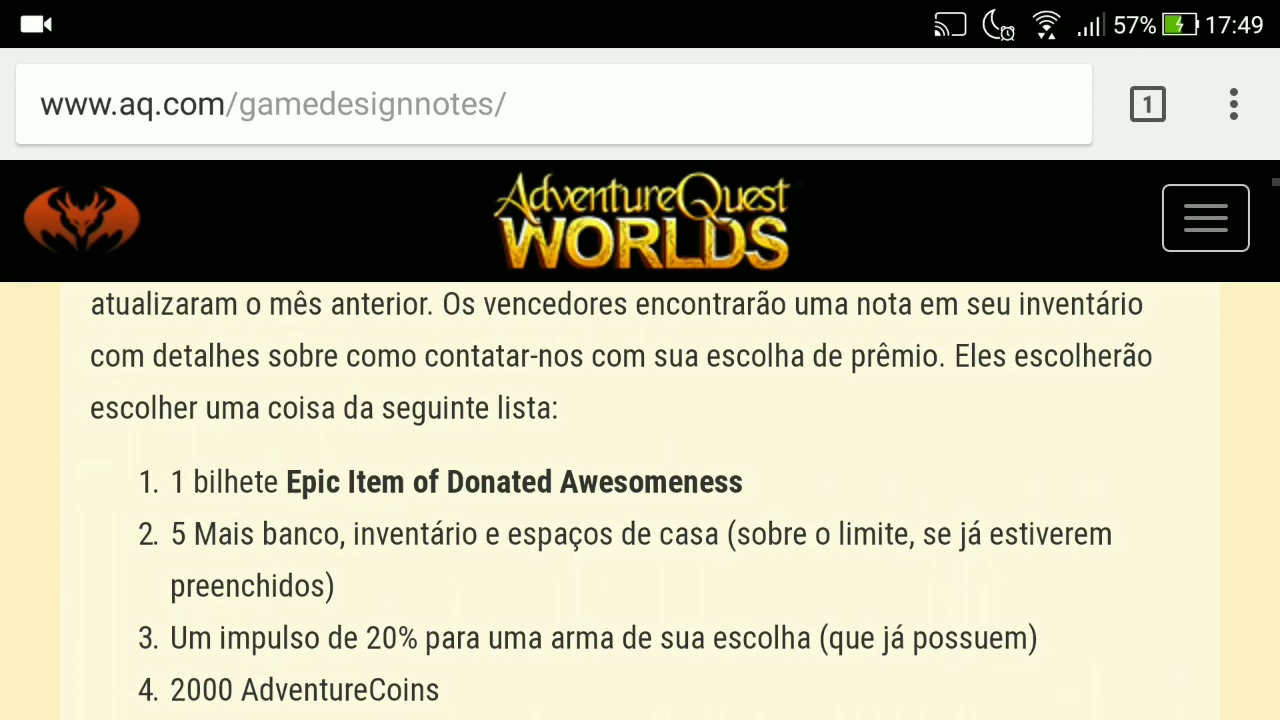 57% 17:49
www.aq.com/gamedesignnotes/
1
AdventureQuest
WORLDS
atualizaram o mês anterior. Os vencedores encontrarão uma nota em seu inventário
com detalhes sobre como contatar-nos com sua escolha de prêmio. Eles escolherão
escolher uma coisa da seguinte lista:
1. 1 bilhete Epic Item of Donated Awesomeness
2. 5 Mais banco, inventário e espaços de casa (sobre o limite, se já estiverem
preenchidos)
3. Um impulso de 20% para uma arma de sua escolha (que já possuem)
4. 2000 AdventureCoins